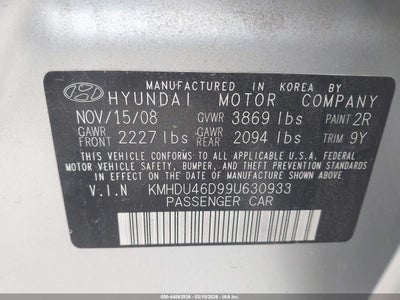 MANUFACTURED IN KOREA BY
HYUNDAI MOTOR COMPANY
NOV/15/08 GVWR 3869 lbs PAINT 2R
GAWR FRONT 2227 lbs GAWR REAR 2094 lbs TRIM 9Y
THIS VEHICLE CONFORMS TO ALL APPLICABLE U.S.A. FEDERAL
MOTOR VEHICLE SAFETY, BUMPER, AND THEFT PREVENTION
STANDARDS IN EFFECT ON THE DATE OF MANUFACTURE SHOWN ABOVE.
V.I.N KMHDU46D99U630933
PASSENGER CAR